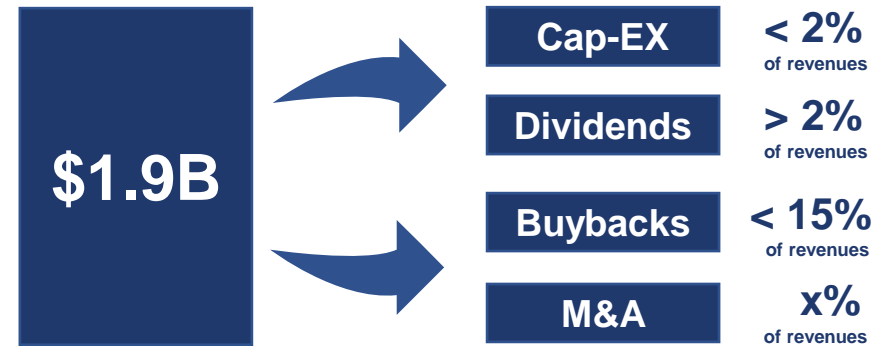 $1.9B
Cap-EX
< 2%
of revenues
Dividends
> 2%
of revenues
Buybacks
< 15%
of revenues
M&A
x%
of revenues